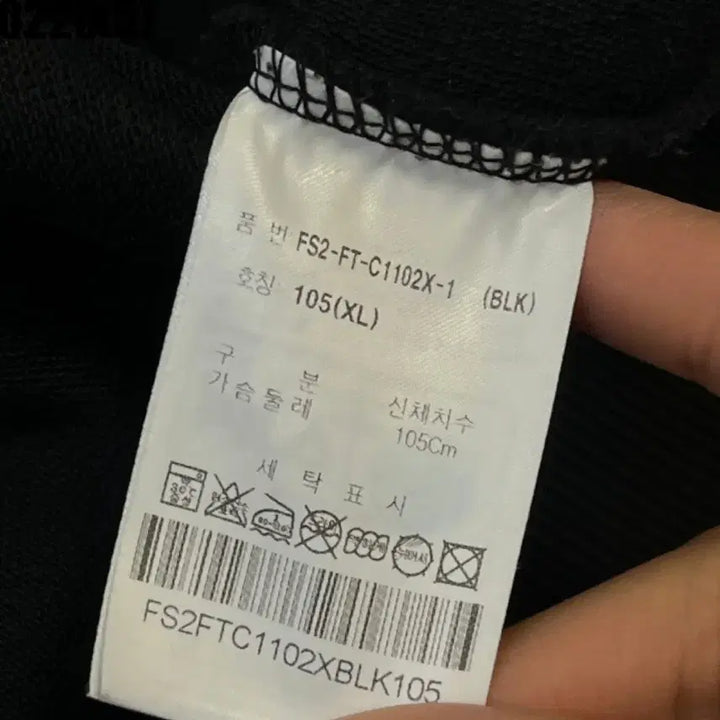 품 번 FS2-FT-C1102X-1 (BLK)
호칭 105(XL)
구 분 신체치수
가슴둘레 105Cm
세 탁 표 시
FS2FTC1102XBLK105